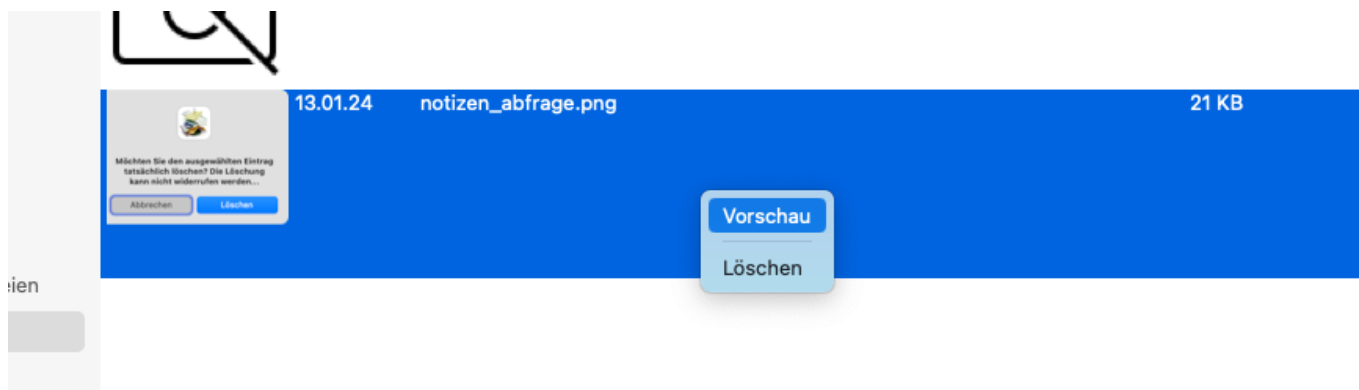 13.01.24 notizen_abfrage.png 21 KB
Möchten Sie den ausgewählten Eintrag
tatsächlich löschen? Die Löschung
kann nicht widerrufen werden...
Abbrechen Löschen
Vorschau
Löschen
ien